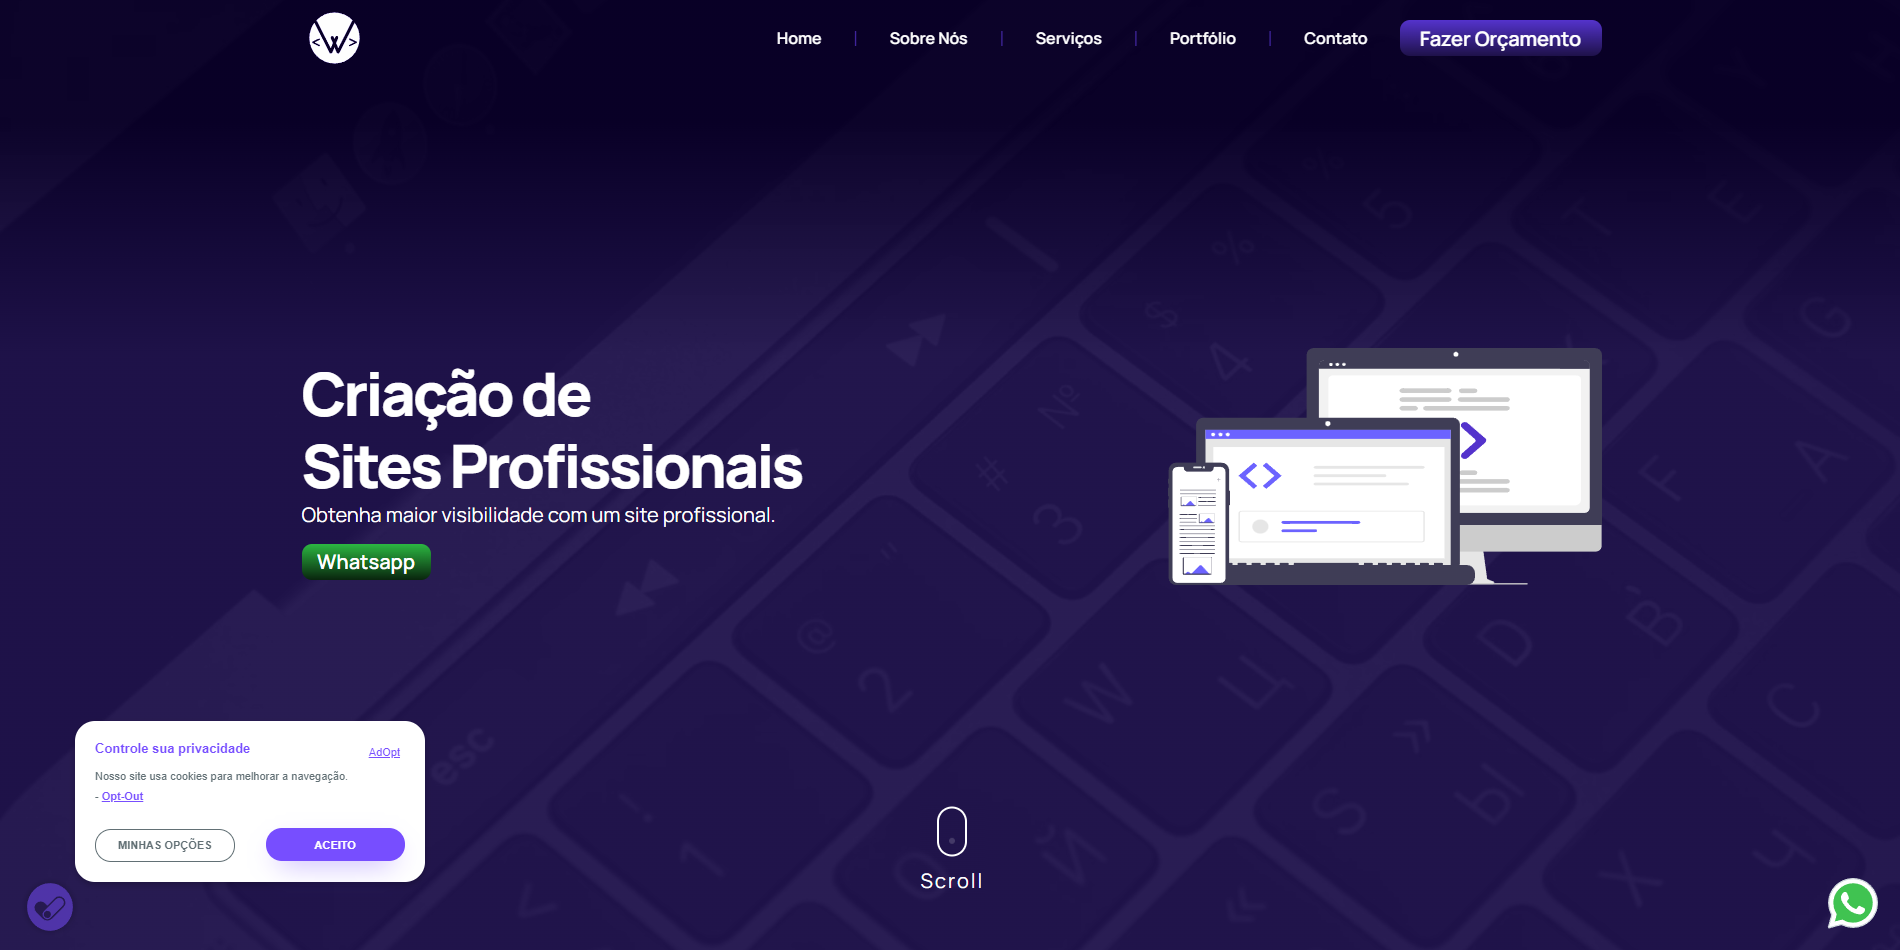 Home | Sobre Nós | Serviços | Portfólio | Contato Fazer Orçamento
Criação de
Sites Profissionais
Obtenha maior visibilidade com um site profissional.
Whatsapp
Controle sua privacidade
AdOpt
Nosso site usa cookies para melhorar a navegação.
- Opt-Out
MINHAS OPÇÕES ACEITO
Scroll